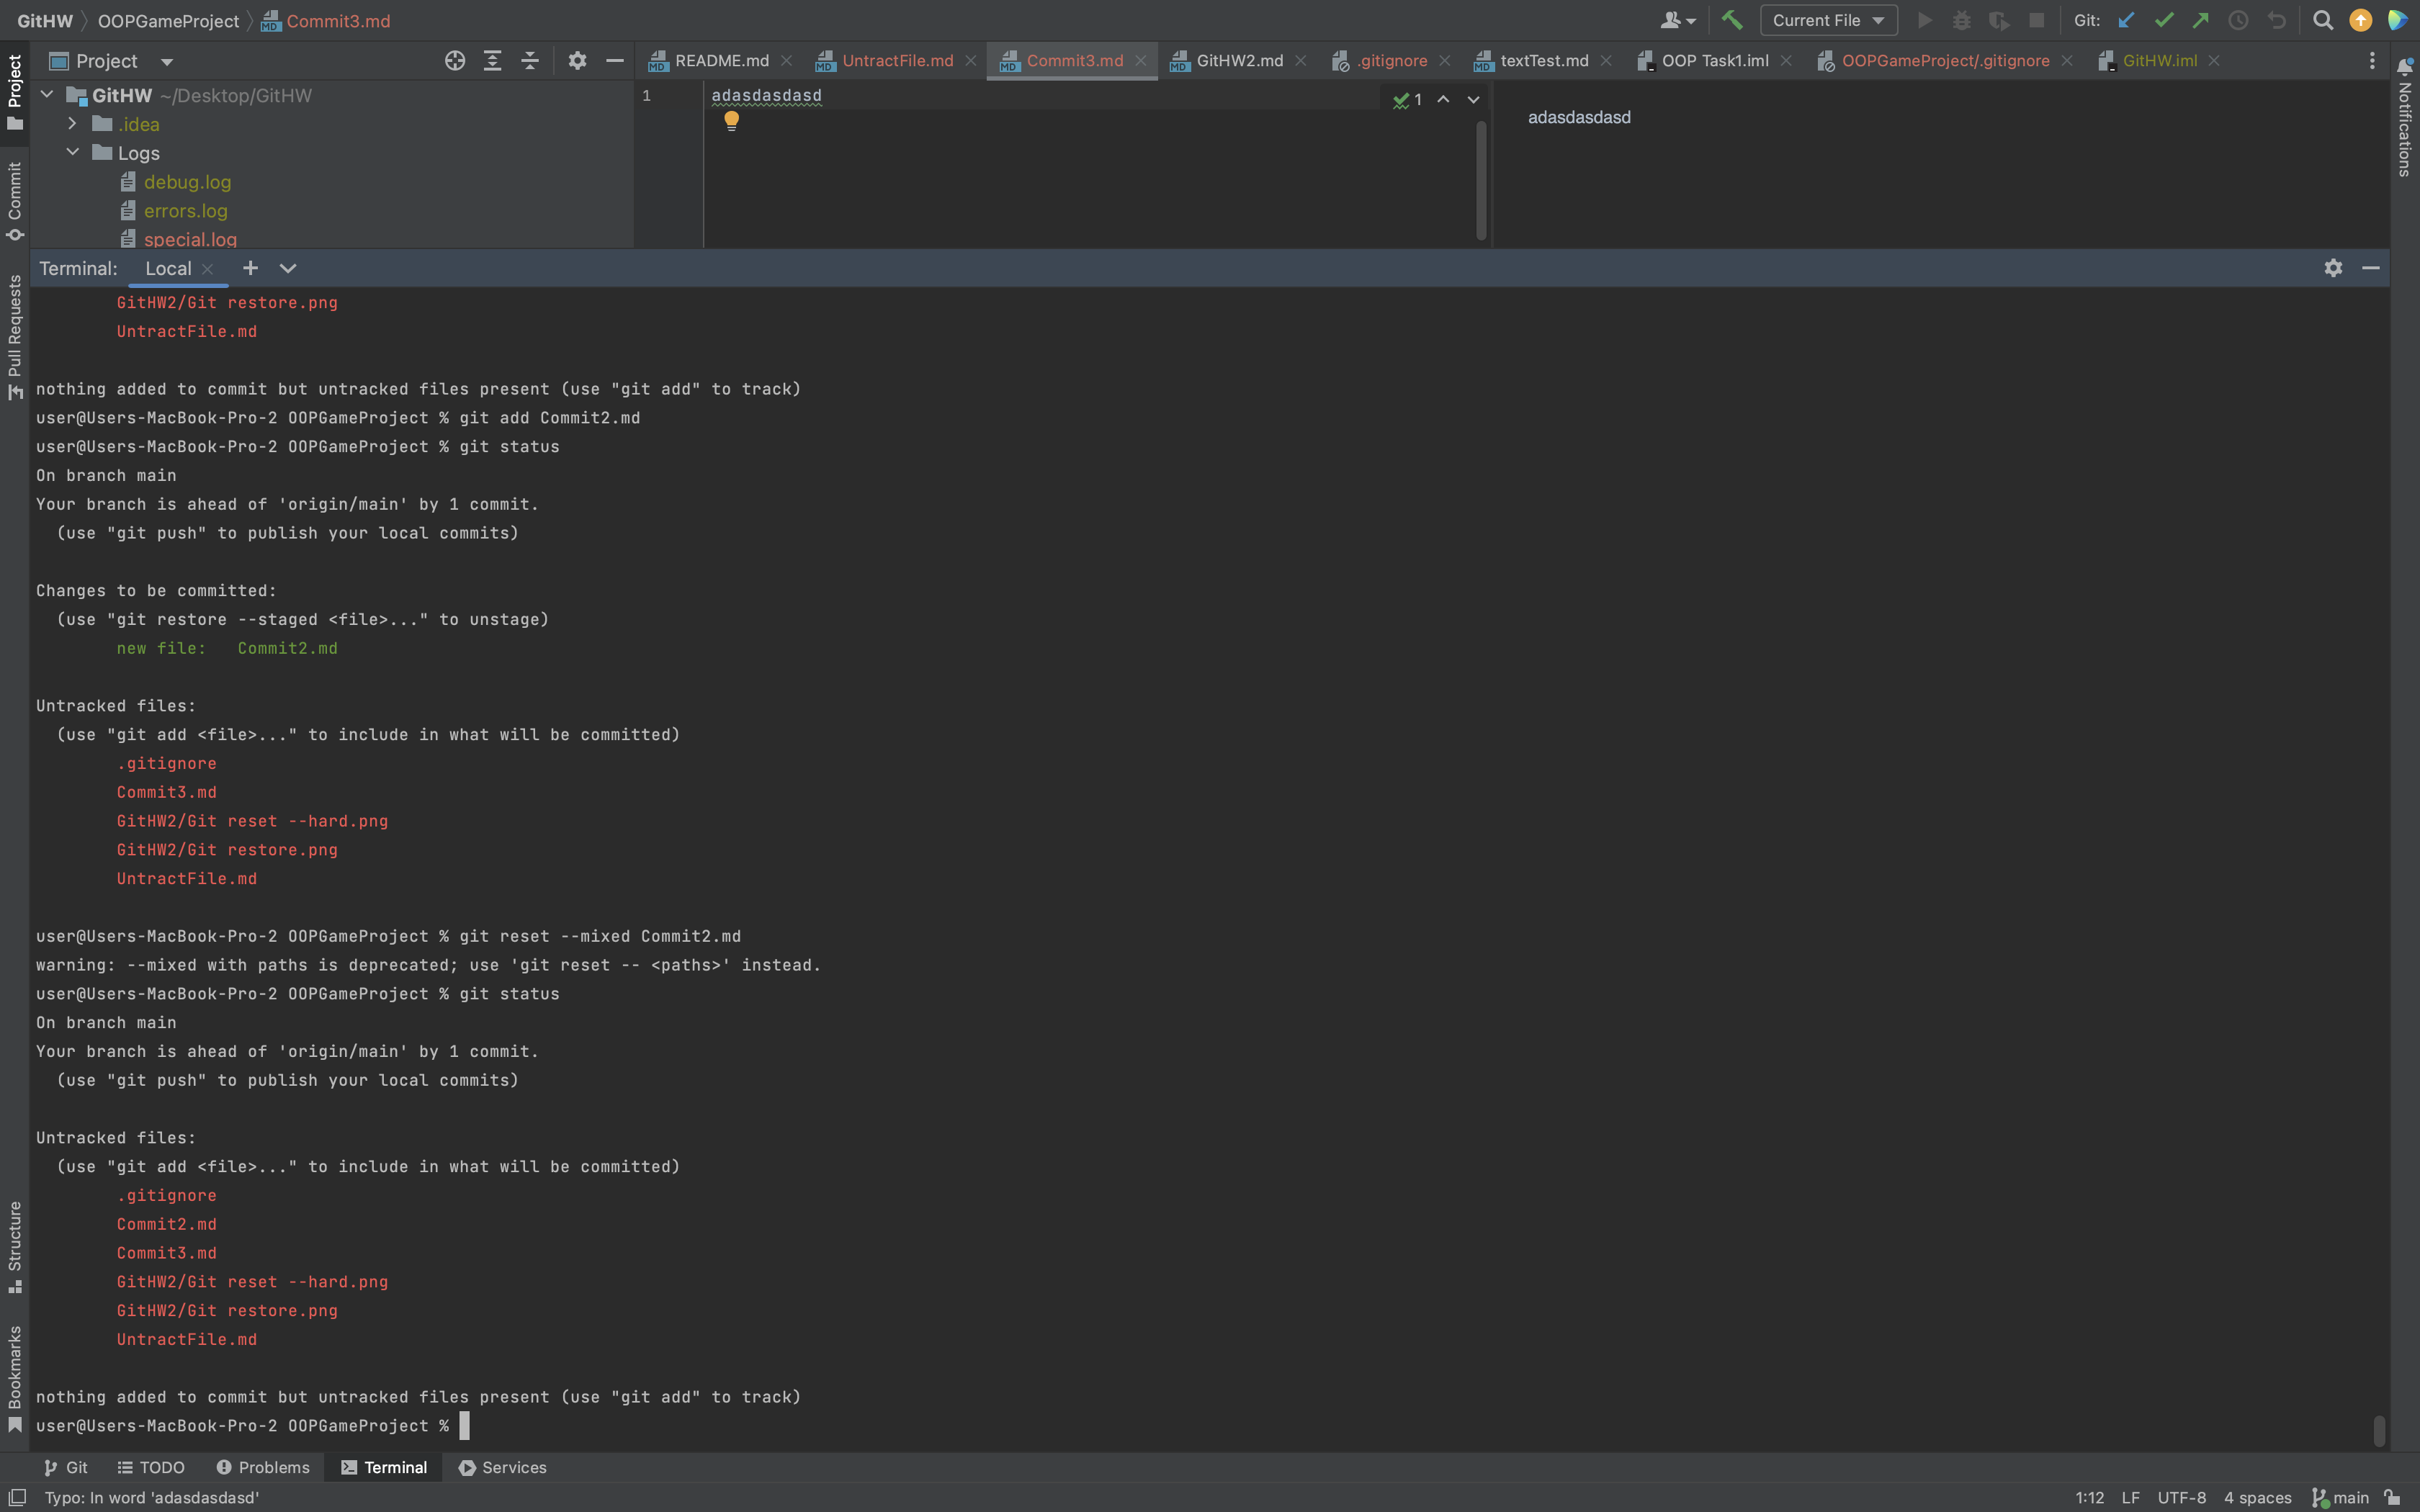 GitHW OOPGameProject Commit3.md
Current File
Git:
Project
README.md
UntractFile.md
Commit3.md
GitHW2.md
.gitignore
textTest.md
OOP Task1.iml
OOPGameProject/.gitignore
GitHW.iml
Project
Commit
Pull Requests
Structure
Bookmarks
Notifications
GitHW ~/Desktop/GitHW
.idea
Logs
debug.log
errors.log
special.log
1 adasdasdasd
1
adasdasdasd
Terminal: Local
GitHW2/Git restore.png
UntractFile.md
nothing added to commit but untracked files present (use "git add" to track)
user@Users-MacBook-Pro-2 OOPGameProject % git add Commit2.md
user@Users-MacBook-Pro-2 OOPGameProject % git status
On branch main
Your branch is ahead of 'origin/main' by 1 commit.
(use "git push" to publish your local commits)
Changes to be committed:
(use "git restore --staged <file>..." to unstage)
new file: Commit2.md
Untracked files:
(use "git add <file>..." to include in what will be committed)
.gitignore
Commit3.md
GitHW2/Git reset --hard.png
GitHW2/Git restore.png
UntractFile.md
user@Users-MacBook-Pro-2 OOPGameProject % git reset --mixed Commit2.md
warning: --mixed with paths is deprecated; use 'git reset -- <paths>' instead.
user@Users-MacBook-Pro-2 OOPGameProject % git status
On branch main
Your branch is ahead of 'origin/main' by 1 commit.
(use "git push" to publish your local commits)
Untracked files:
(use "git add <file>..." to include in what will be committed)
.gitignore
Commit2.md
Commit3.md
GitHW2/Git reset --hard.png
GitHW2/Git restore.png
UntractFile.md
nothing added to commit but untracked files present (use "git add" to track)
user@Users-MacBook-Pro-2 OOPGameProject %
Git TODO Problems Terminal Services
Typo: In word 'adasdasdasd'
1:12 LF UTF-8 4 spaces main